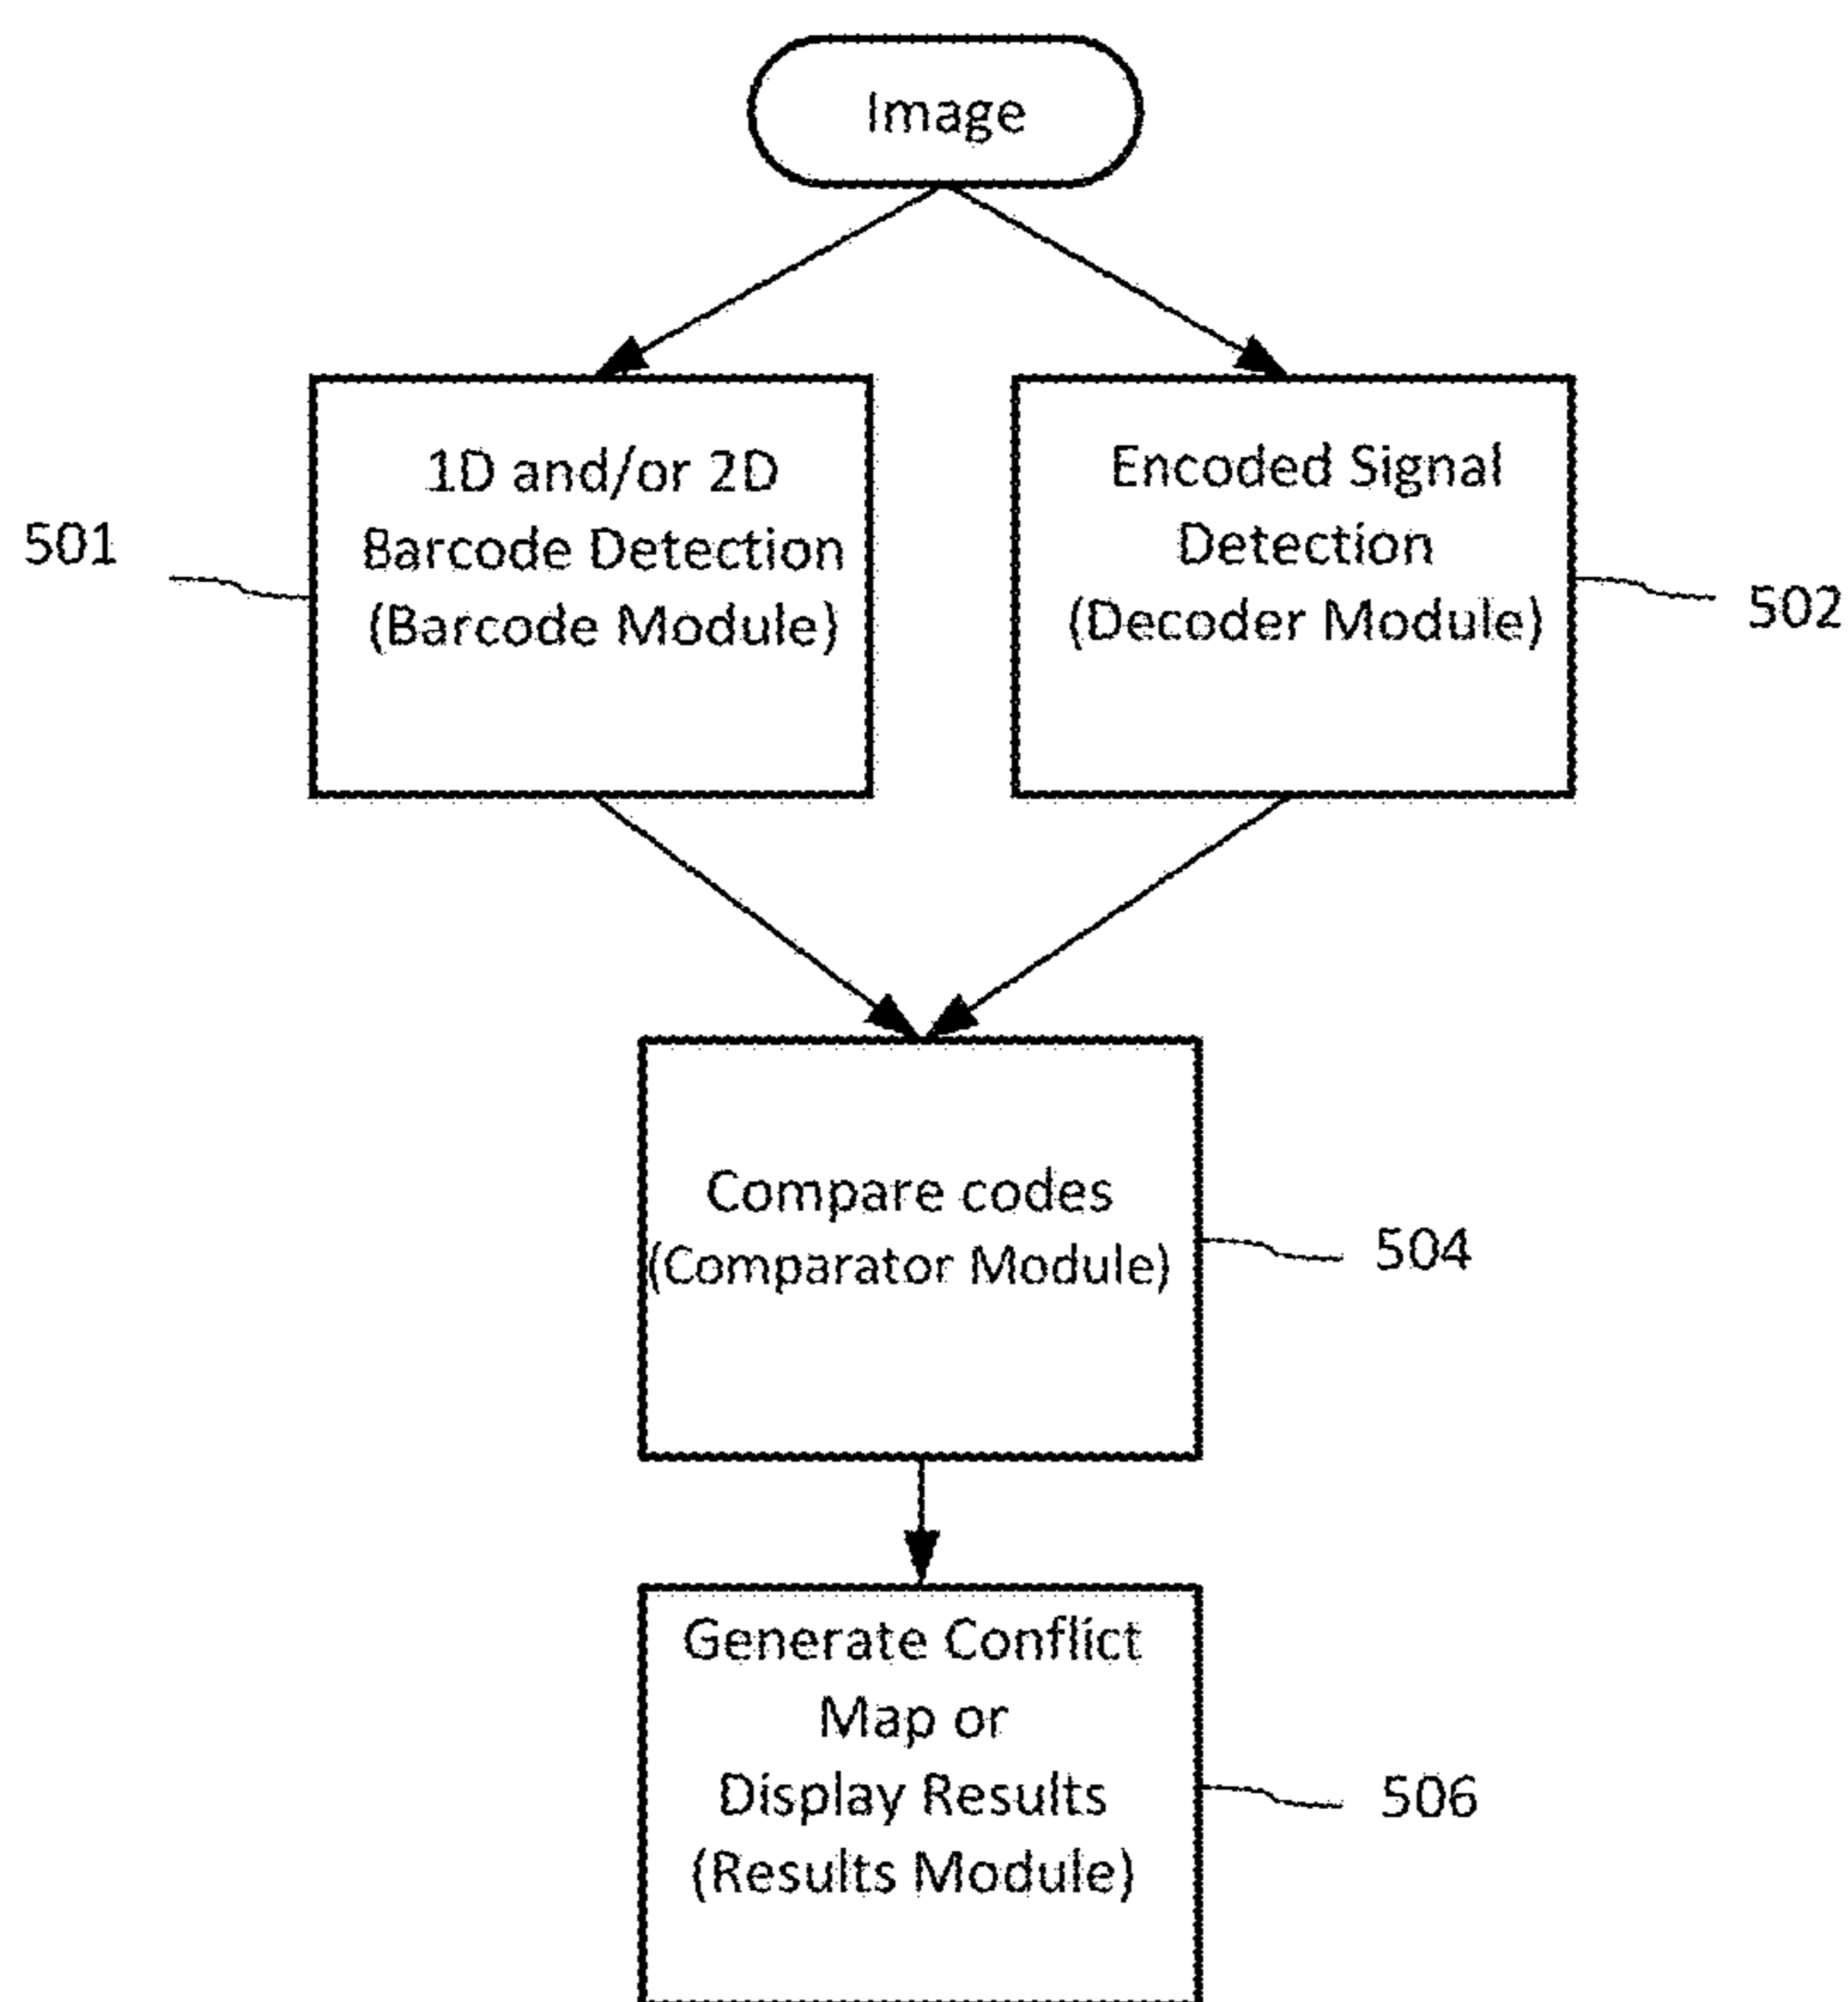 Image
1D and/or 2D
Barcode Detection
(Barcode Module)
501
Encoded Signal
Detection
(Decoder Module)
502
Compare codes
(Comparator Module)
504
Generate Conflict
Map or
Display Results
(Results Module)
506